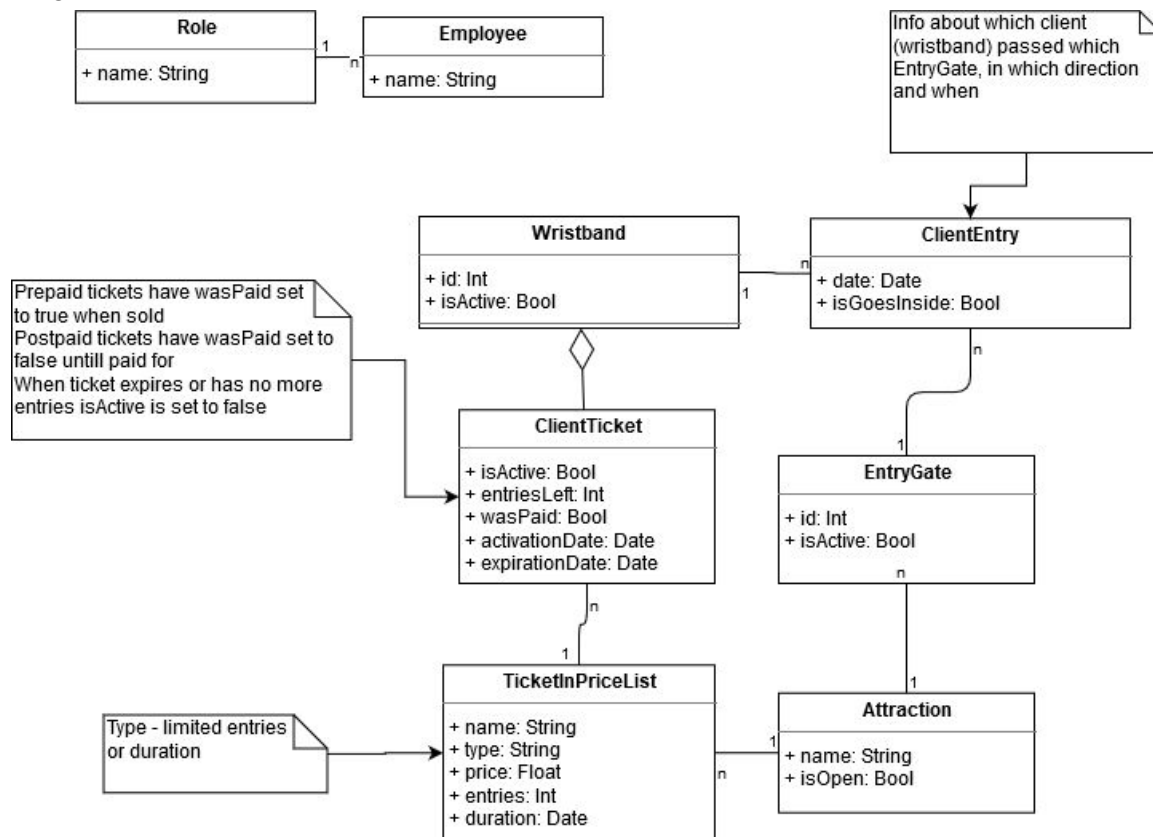 Role
+ name: String
1
n
Employee
+ name: String
Info about which client
(wristband) passed which
EntryGate, in which direction
and when
Wristband
+ id: Int
+ isActive: Bool
1
n
ClientEntry
+ date: Date
+ isGoesInside: Bool
n
Prepaid tickets have wasPaid set
to true when sold
Postpaid tickets have wasPaid set to
false untill paid for
When ticket expires or has no more
entries isActive is set to false
ClientTicket
+ isActive: Bool
+ entriesLeft: Int
+ wasPaid: Bool
+ activationDate: Date
+ expirationDate: Date
n
1
1
EntryGate
+ id: Int
+ isActive: Bool
n
1
Type - limited entries
or duration
TicketInPriceList
+ name: String
+ type: String
+ price: Float
+ entries: Int
+ duration: Date
n
1
Attraction
+ name: String
+ isOpen: Bool